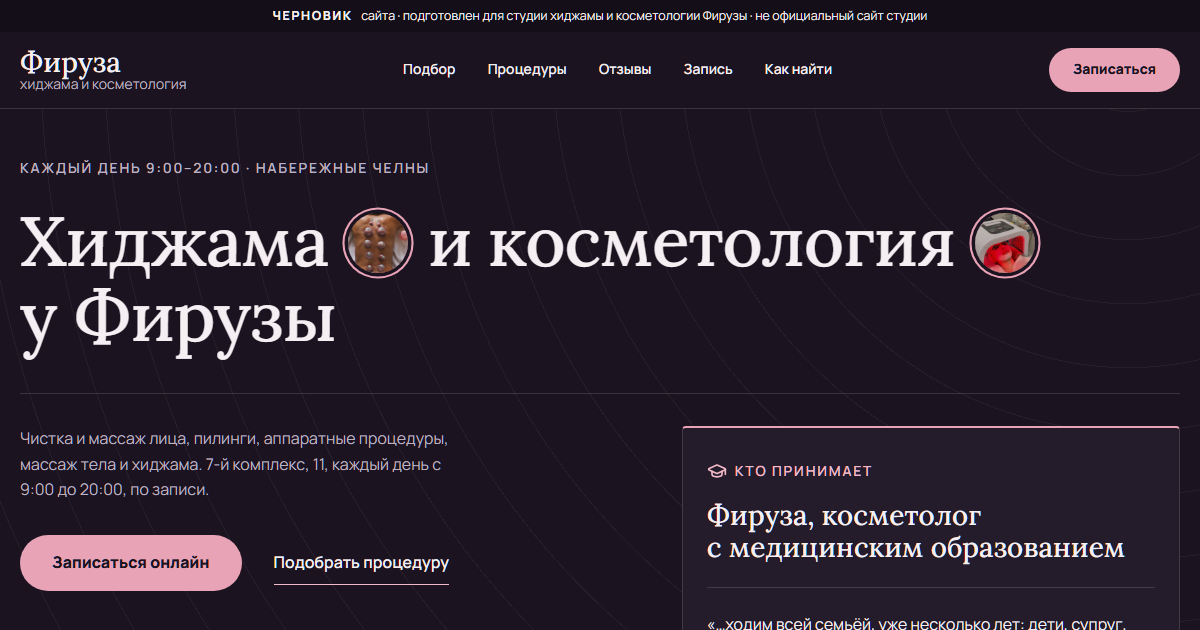 ЧЕРНОВИК сайта · подготовлен для студии хиджамы и косметологии Фирузы · не официальный сайт студии
Фируза
хиджама и косметология
Подбор
Процедуры
Отзывы
Запись
Как найти
Записаться
КАЖДЫЙ ДЕНЬ 9:00–20:00 · НАБЕРЕЖНЫЕ ЧЕЛНЫ
Хиджама и косметология
у Фирузы
Чистка и массаж лица, пилинги, аппаратные процедуры,
массаж тела и хиджама. 7-й комплекс, 11, каждый день с
9:00 до 20:00, по записи.
Записаться онлайн
Подобрать процедуру
КТО ПРИНИМАЕТ
Фируза, косметолог
с медицинским образованием
«…ходим всей семьёй, уже несколько лет: дети, супруг,